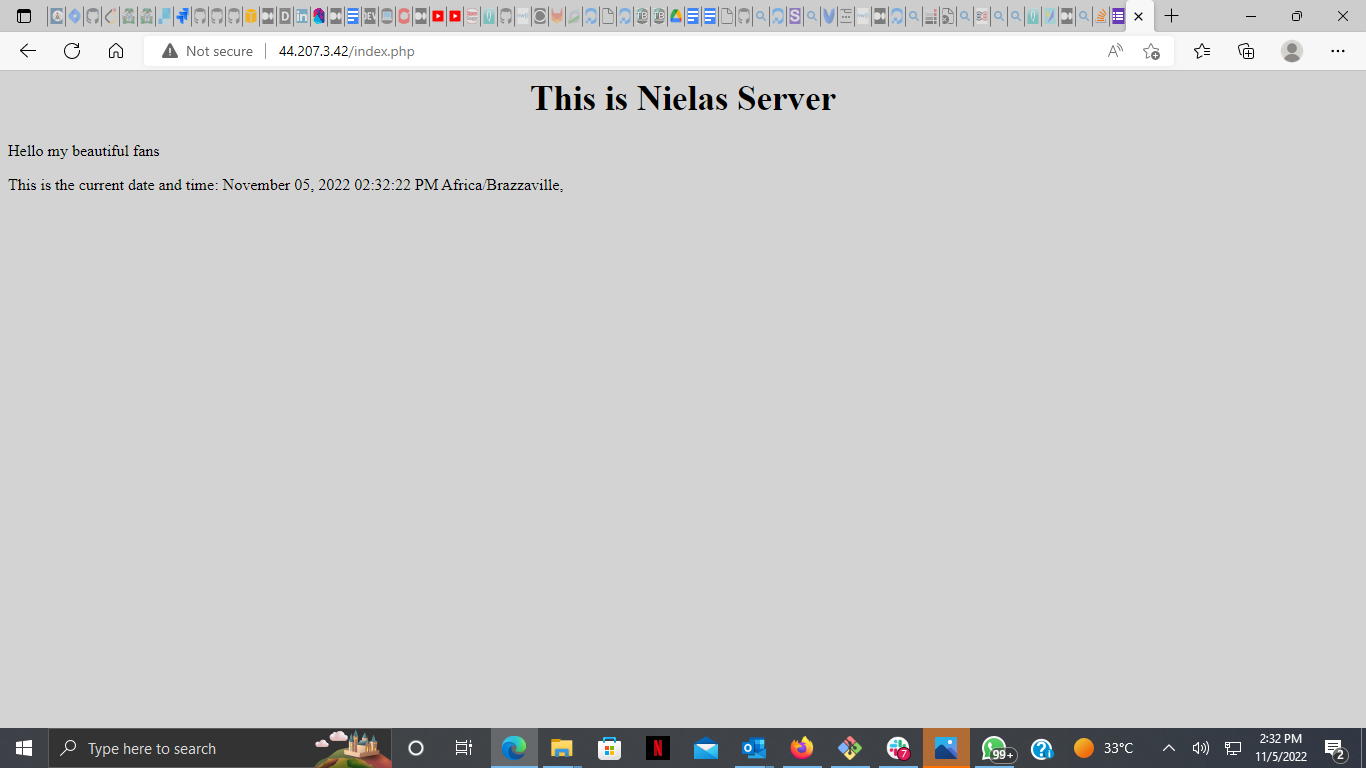 Not secure
44.207.3.42/index.php
This is Nielas Server
Hello my beautiful fans
This is the current date and time: November 05, 2022 02:32:22 PM Africa/Brazzaville,
Type here to search
7
99+
33°C
2:32 PM
11/5/2022
2